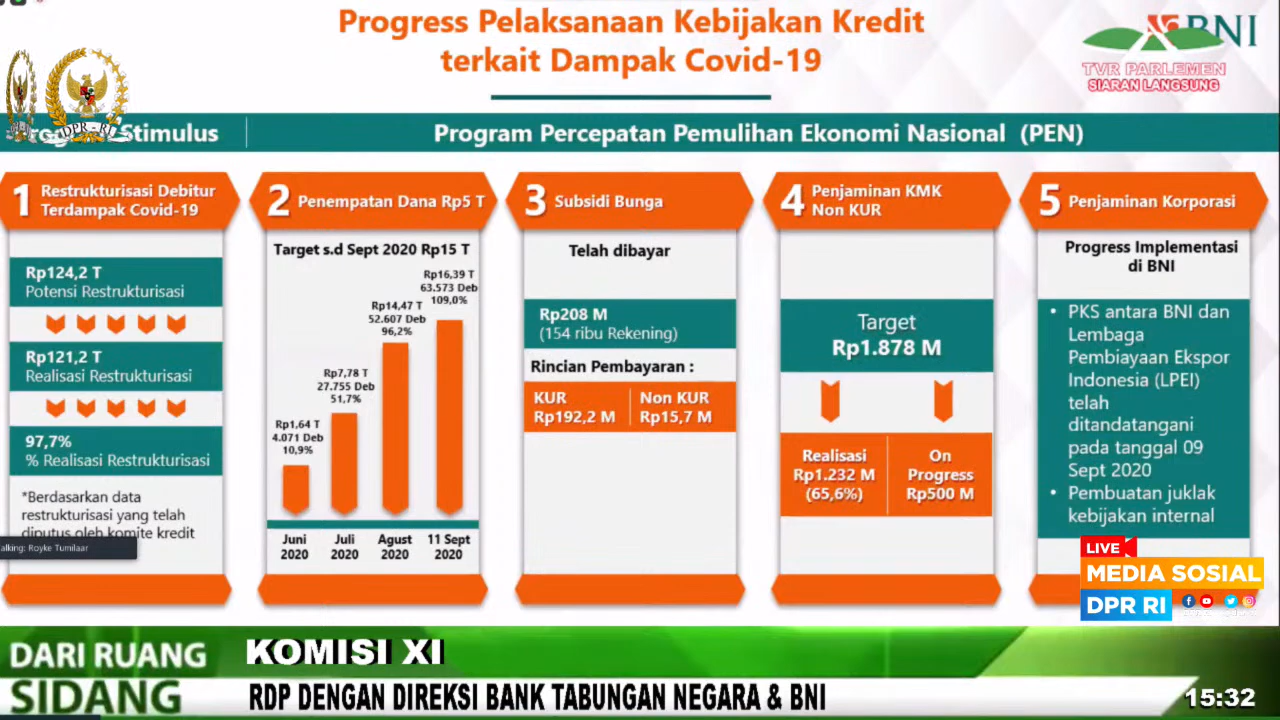 Progress Pelaksanaan Kebijakan Kredit
terkait Dampak Covid-19
BNI
TVR PARLEMEN
SIARAN LANGSUNG
DPR - RI
Stimulus
Program Percepatan Pemulihan Ekonomi Nasional (PEN)
1 Restrukturisasi Debitur
Terdampak Covid-19
Rp124,2 T
Potensi Restrukturisasi
Rp121,2 T
Realisasi Restrukturisasi
97,7%
% Realisasi Restrukturisasi
*Berdasarkan data
restrukturisasi yang telah
diputus oleh komite kredit
Talking: Royke Tumilaar
2 Penempatan Dana Rp5 T
Target s.d Sept 2020 Rp15 T
Rp1,64 T
4.071 Deb
10,9%
Rp7,78 T
27.755 Deb
51,7%
Rp14,47 T
52.607 Deb
96,2%
Rp16,39 T
63.573 Deb
109,0%
Juni
2020
Juli
2020
Agust
2020
11 Sept
2020
3 Subsidi Bunga
Telah dibayar
Rp208 M
(154 ribu Rekening)
Rincian Pembayaran :
KUR
Rp192,2 M
Non KUR
Rp15,7 M
4 Penjaminan KMK
Non KUR
Target
Rp1.878 M
Realisasi
Rp1.232 M
(65,6%)
On
Progress
Rp500 M
5 Penjaminan Korporasi
Progress Implementasi
di BNI
• PKS antara BNI dan
Lembaga
Pembiayaan Ekspor
Indonesia (LPEI)
telah
ditandatangani
pada tanggal 09
Sept 2020
• Pembuatan juklak
kebijakan internal
LIVE
MEDIA SOSIAL
DPR RI
DARI RUANG
SIDANG
KOMISI XI
RDP DENGAN DIREKSI BANK TABUNGAN NEGARA & BNI
15:32